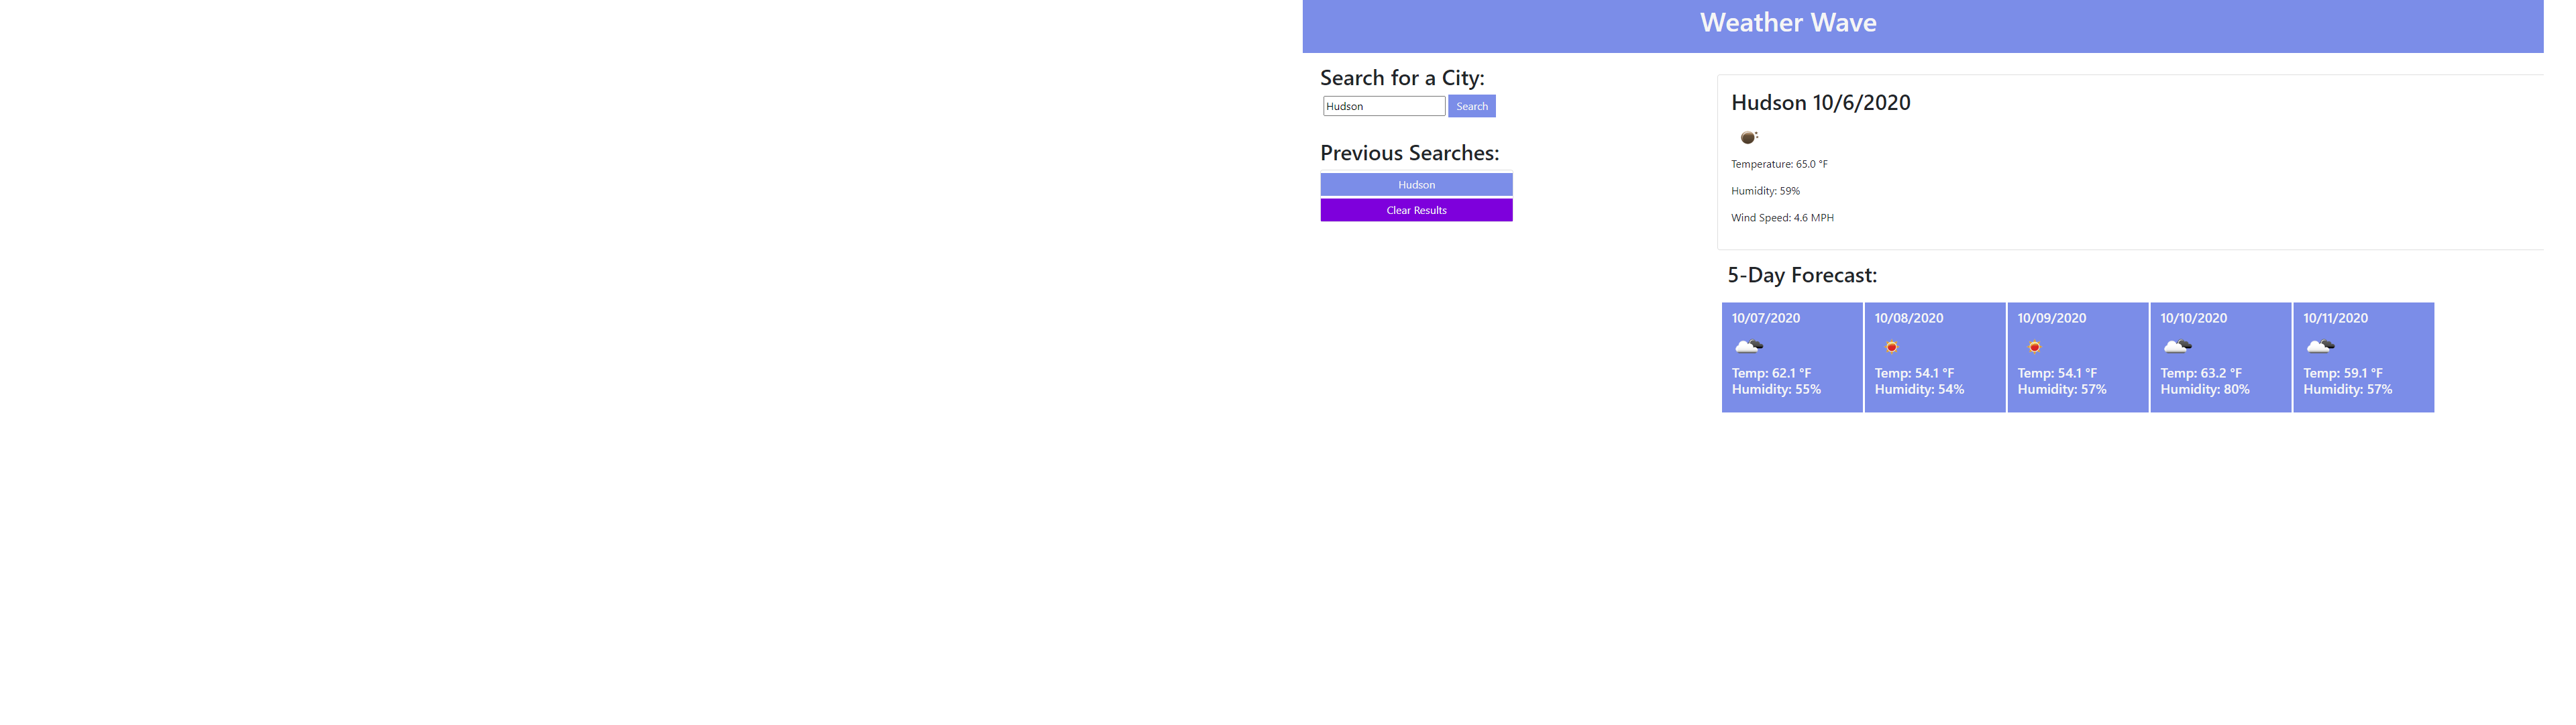 Weather Wave
Search for a City:
Hudson
Search
Previous Searches:
Hudson
Clear Results
Hudson 10/6/2020
Temperature: 65.0 °F
Humidity: 59%
Wind Speed: 4.6 MPH
5-Day Forecast:
10/07/2020
Temp: 62.1 °F
Humidity: 55%
10/08/2020
Temp: 54.1 °F
Humidity: 54%
10/09/2020
Temp: 54.1 °F
Humidity: 57%
10/10/2020
Temp: 63.2 °F
Humidity: 80%
10/11/2020
Temp: 59.1 °F
Humidity: 57%